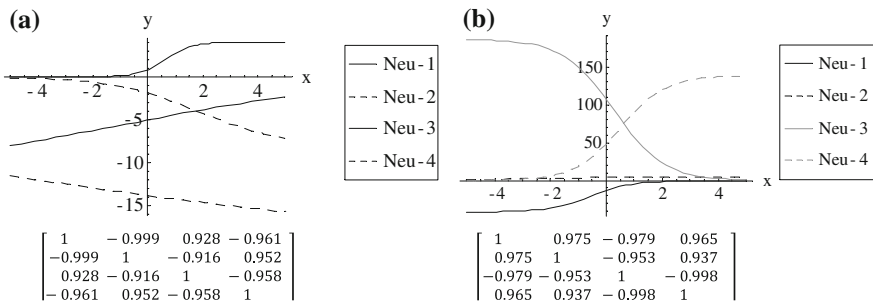 (a)
y
x
- 4
- 2
2
4
-5
-10
-15
Neu - 1
Neu - 2
Neu - 3
Neu - 4
1 − 0.999 0.928 − 0.961
−0.999 1 − 0.916 0.952
0.928 − 0.916 1 − 0.958
−0.961 0.952 − 0.958 1
(b)
y
150
100
50
x
- 4
- 2
2
4
Neu - 1
Neu - 2
Neu - 3
Neu - 4
1 0.975 − 0.979 0.965
0.975 1 − 0.953 0.937
−0.979 − 0.953 1 − 0.998
0.965 0.937 − 0.998 1